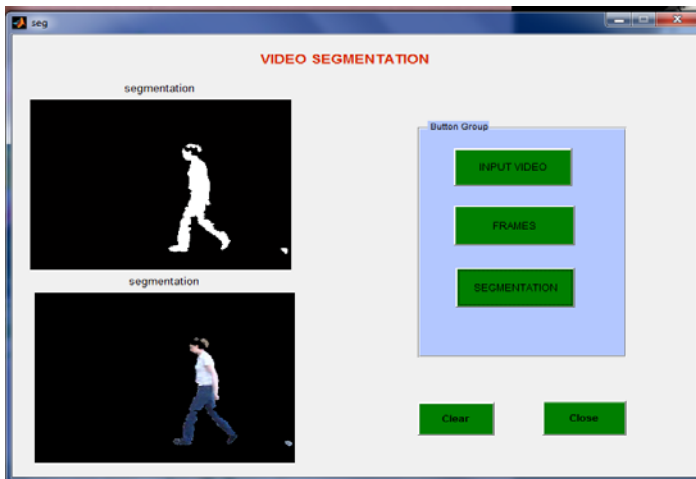 seg
VIDEO SEGMENTATION
segmentation
segmentation
Button Group
INPUT VIDEO
FRAMES
SEGMENTATION
Clear
Close